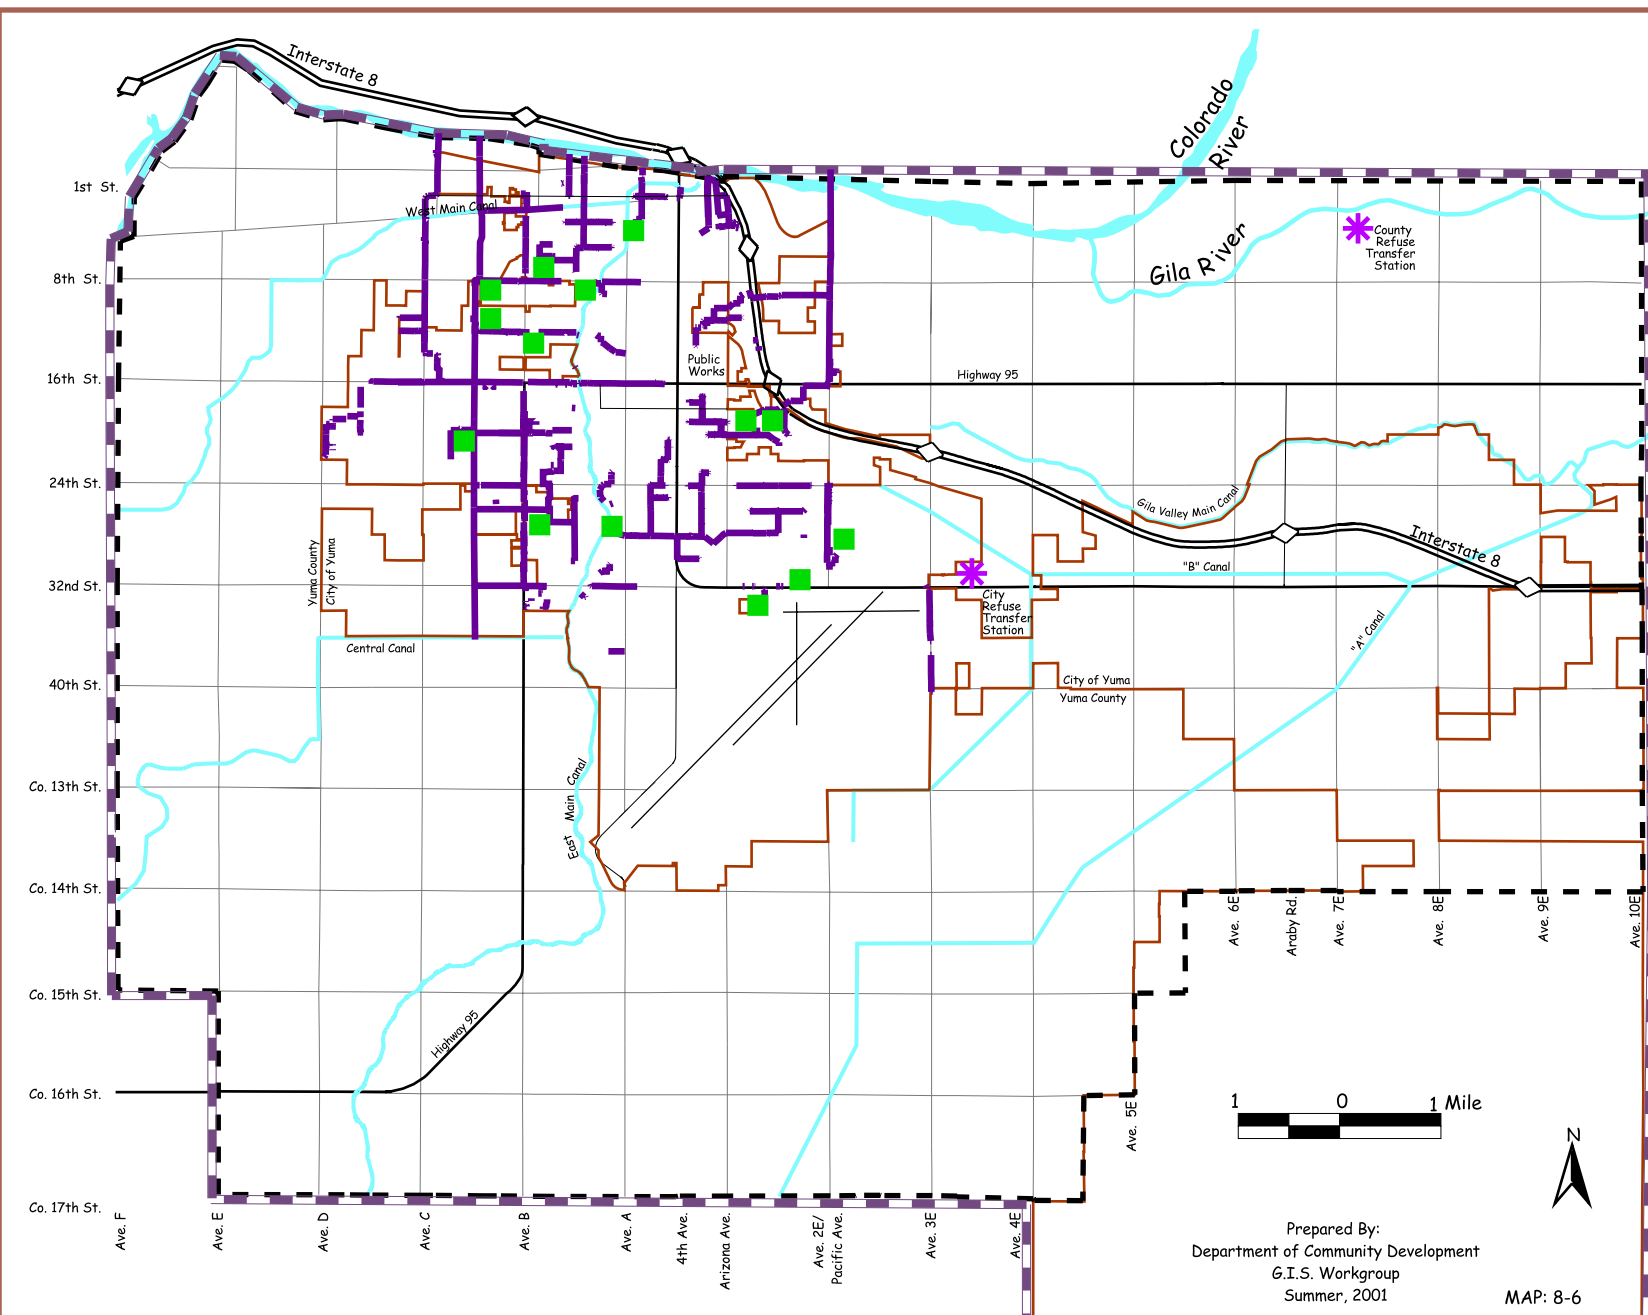 Interstate 8
Colorado
River
1st St.
West Main Canal
County
Refuse
Transfer
Station
Gila River
8th St.
Public
Works
16th St.
Highway 95
24th St.
Gila Valley Main Canal
Interstate 8
Yuma County
City of Yuma
"B" Canal
32nd St.
City
Refuse
Transfer
Station
"A" Canal
Central Canal
40th St.
City of Yuma
Yuma County
East Main Canal
Co. 13th St.
Co. 14th St.
Ave. 6E
Araby Rd.
Ave. 7E
Ave. 8E
Ave. 9E
Ave. 10E
Co. 15th St.
Highway 95
Co. 16th St.
Ave. 5E
1 0 1 Mile
N
Co. 17th St.
Ave. F
Ave. E
Ave. D
Ave. C
Ave. B
Ave. A
4th Ave.
Arizona Ave.
Ave. 2E/
Pacific Ave.
Ave. 3E
Ave. 4E
Prepared By:
Department of Community Development
G.I.S. Workgroup
Summer, 2001
MAP: 8-6